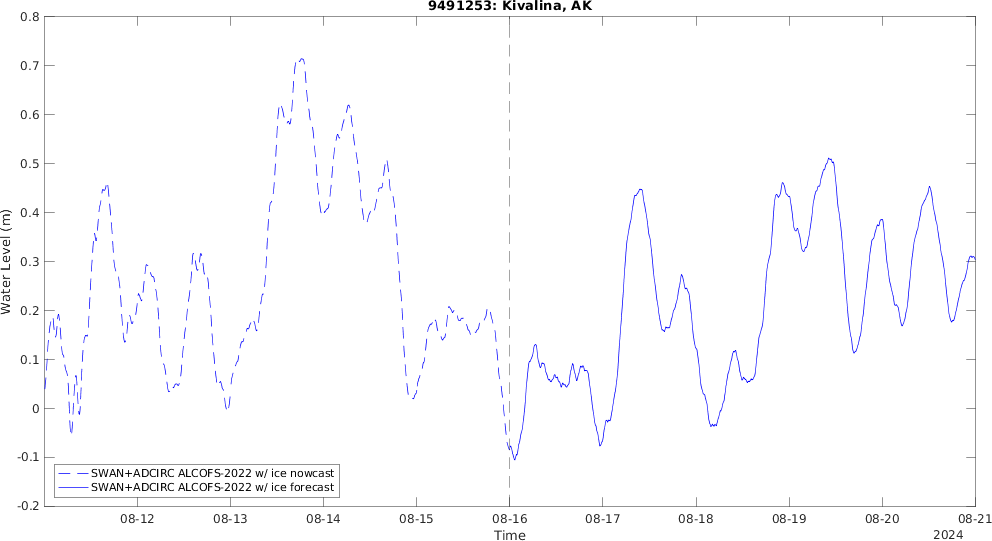 9491253: Kivalina, AK
0.8
0.7
0.6
0.5
0.4
0.3
0.2
0.1
0
-0.1
-0.2
Water Level (m)
SWAN+ADCIRC ALCOFS-2022 w/ ice nowcast
SWAN+ADCIRC ALCOFS-2022 w/ ice forecast
08-12 08-13 08-14 08-15 08-16 08-17 08-18 08-19 08-20 08-21
Time
2024